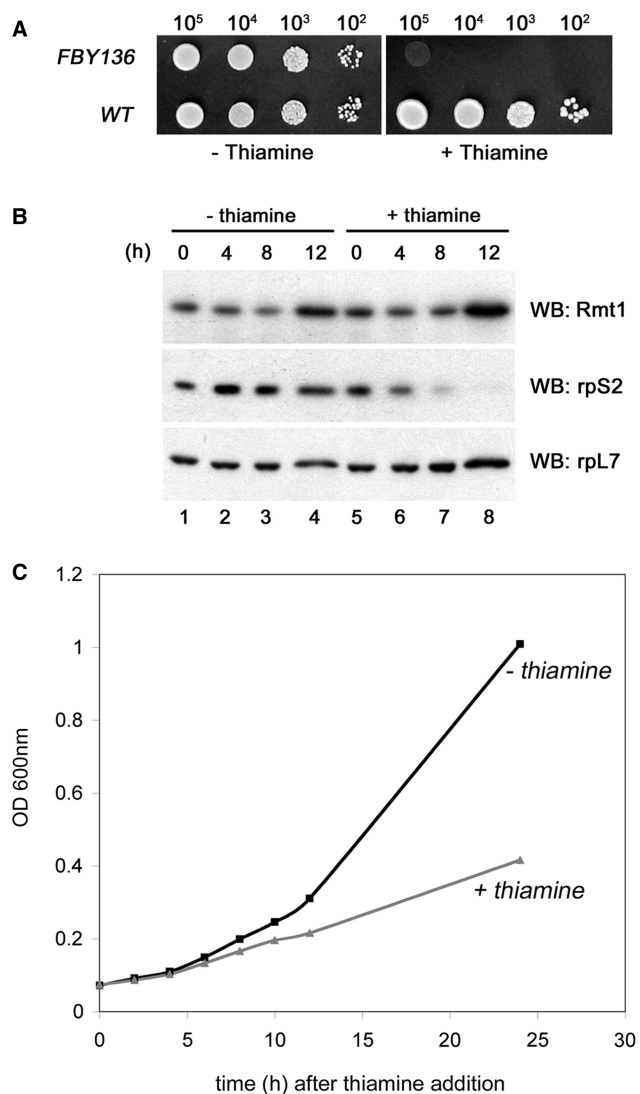 A
10⁵ 10⁴ 10³ 10² 10⁵ 10⁴ 10³ 10²
FBY136
WT
- Thiamine + Thiamine
B
- thiamine + thiamine
(h) 0 4 8 12 0 4 8 12
WB: Rmt1
WB: rpS2
WB: rpL7
1 2 3 4 5 6 7 8
C
1.2
1
0.8
0.6
0.4
0.2
0
OD 600nm
- thiamine
+ thiamine
0 5 10 15 20 25 30
time (h) after thiamine addition